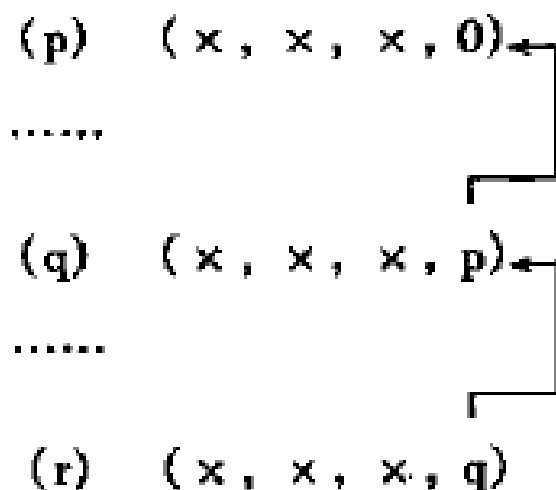 (p) (×, ×, ×, 0)
......
(q) (×, ×, ×, p)
......
(r) (×, ×, ×, q)